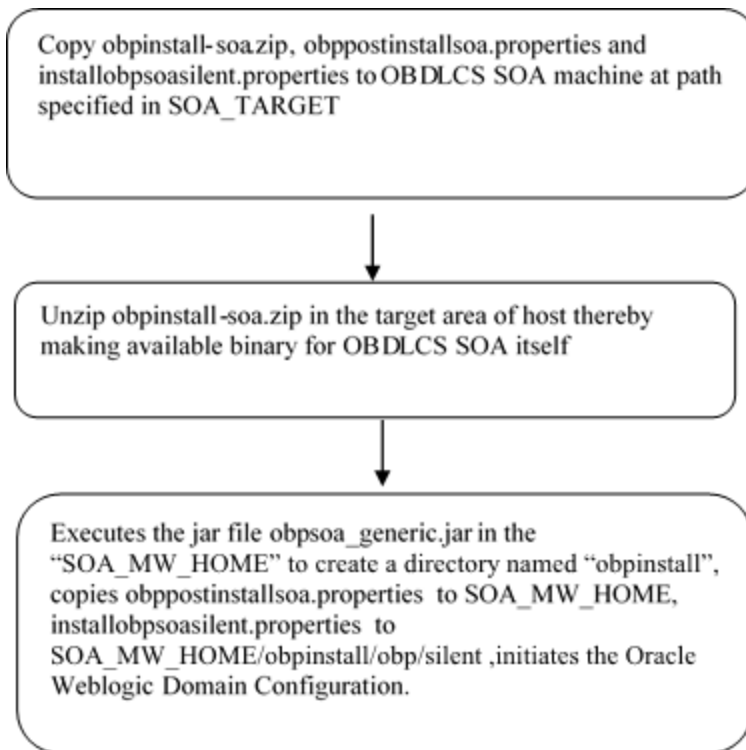 Copy obpinstall-soa.zip, obppostinstallsoa.properties and
installobpsoasilent.properties to OBDLCS SOA machine at path
specified in SOA_TARGET
Unzip obpinstall-soa.zip in the target area of host thereby
making available binary for OBDLCS SOA itself
Executes the jar file obpsoa_generic.jar in the
“SOA_MW_HOME” to create a directory named “obpinstall”,
copies obppostinstallsoa.properties to SOA_MW_HOME,
installobpsoasilent.properties to
SOA_MW_HOME/obpinstall/obp/silent ,initiates the Oracle
Weblogic Domain Configuration.